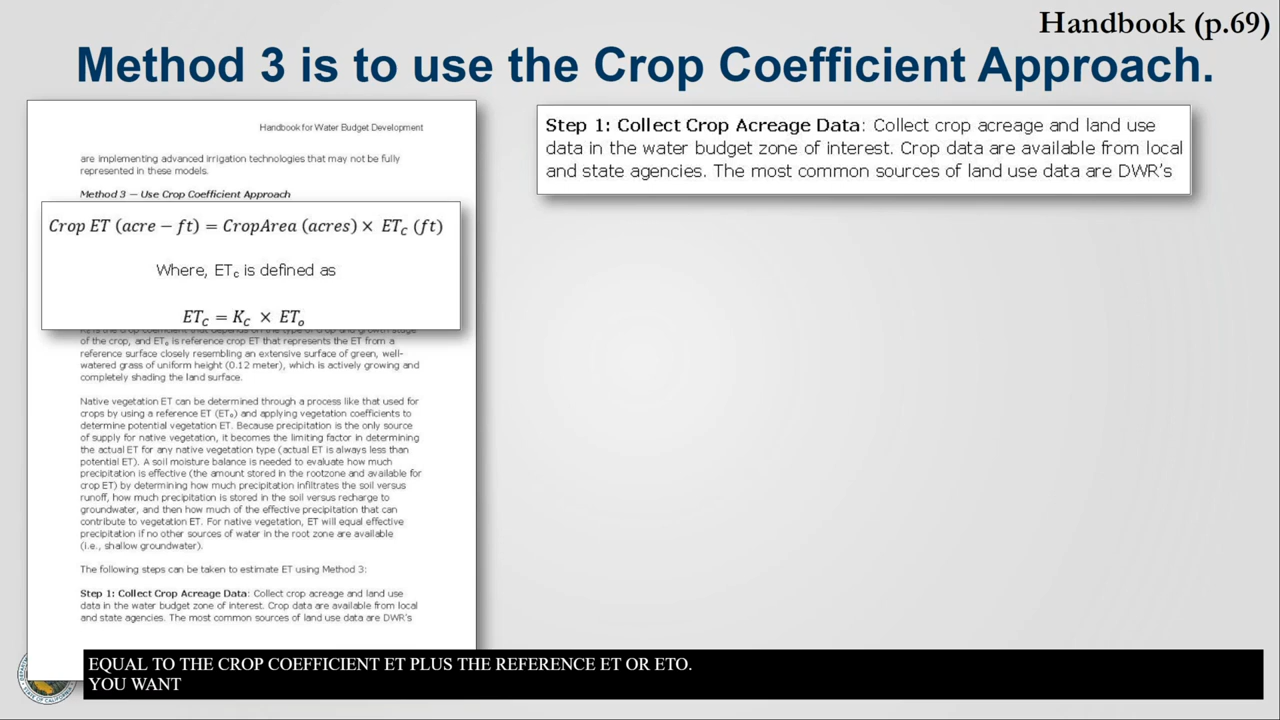 Handbook (p.69)
Method 3 is to use the Crop Coefficient Approach.
Handbook for Water Budget Development
are implementing advanced irrigation technologies that may not be fully
represented in these models.
Method 3 — Use Crop Coefficient Approach
Crop ET (acre − ft) = CropArea (acres) × ETC (ft)
Where, ETc is defined as
ETC = KC × ETo
of the crop, and ETo is reference crop ET that represents the ET from a
reference surface closely resembling an extensive surface of green, well-
watered grass of uniform height (0.12 meter), which is actively growing and
completely shading the land surface.
Native vegetation ET can be determined through a process like that used for
crops by using a reference ET (ETo) and applying vegetation coefficients to
determine potential vegetation ET. Because precipitation is the only source
of supply for native vegetation, it becomes the limiting factor in determining
the actual ET for any native vegetation type (actual ET is always less than
potential ET). A soil moisture balance is needed to evaluate how much
precipitation is effective (the amount stored in the rootzone and available for
crop ET) by determining how much precipitation infiltrates the soil versus
runoff, how much precipitation is stored in the soil versus recharge to
groundwater, and then how much of the effective precipitation that can
contribute to vegetation ET. For native vegetation, ET will equal effective
precipitation if no other sources of water in the root zone are available
(i.e., shallow groundwater).
The following steps can be taken to estimate ET using Method 3:
Step 1: Collect Crop Acreage Data: Collect crop acreage and land use
data in the water budget zone of interest. Crop data are available from local
and state agencies. The most common sources of land use data are DWR's
Step 1: Collect Crop Acreage Data: Collect crop acreage and land use
data in the water budget zone of interest. Crop data are available from local
and state agencies. The most common sources of land use data are DWR's
EQUAL TO THE CROP COEFFICIENT ET PLUS THE REFERENCE ET OR ETO.
YOU WANT